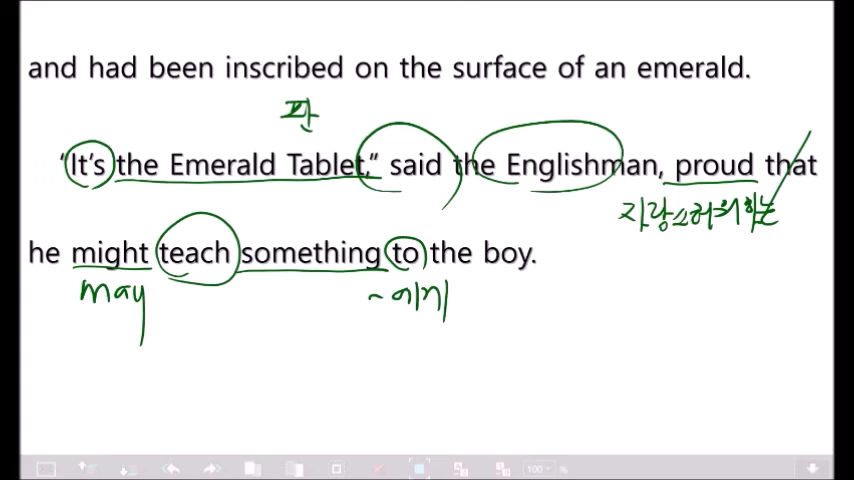 and had been inscribed on the surface of an emerald.
판
‘It’s the Emerald Tablet,” said the Englishman, proud that
자랑스러워하는
he might teach something to the boy.
may ~에게
100 %